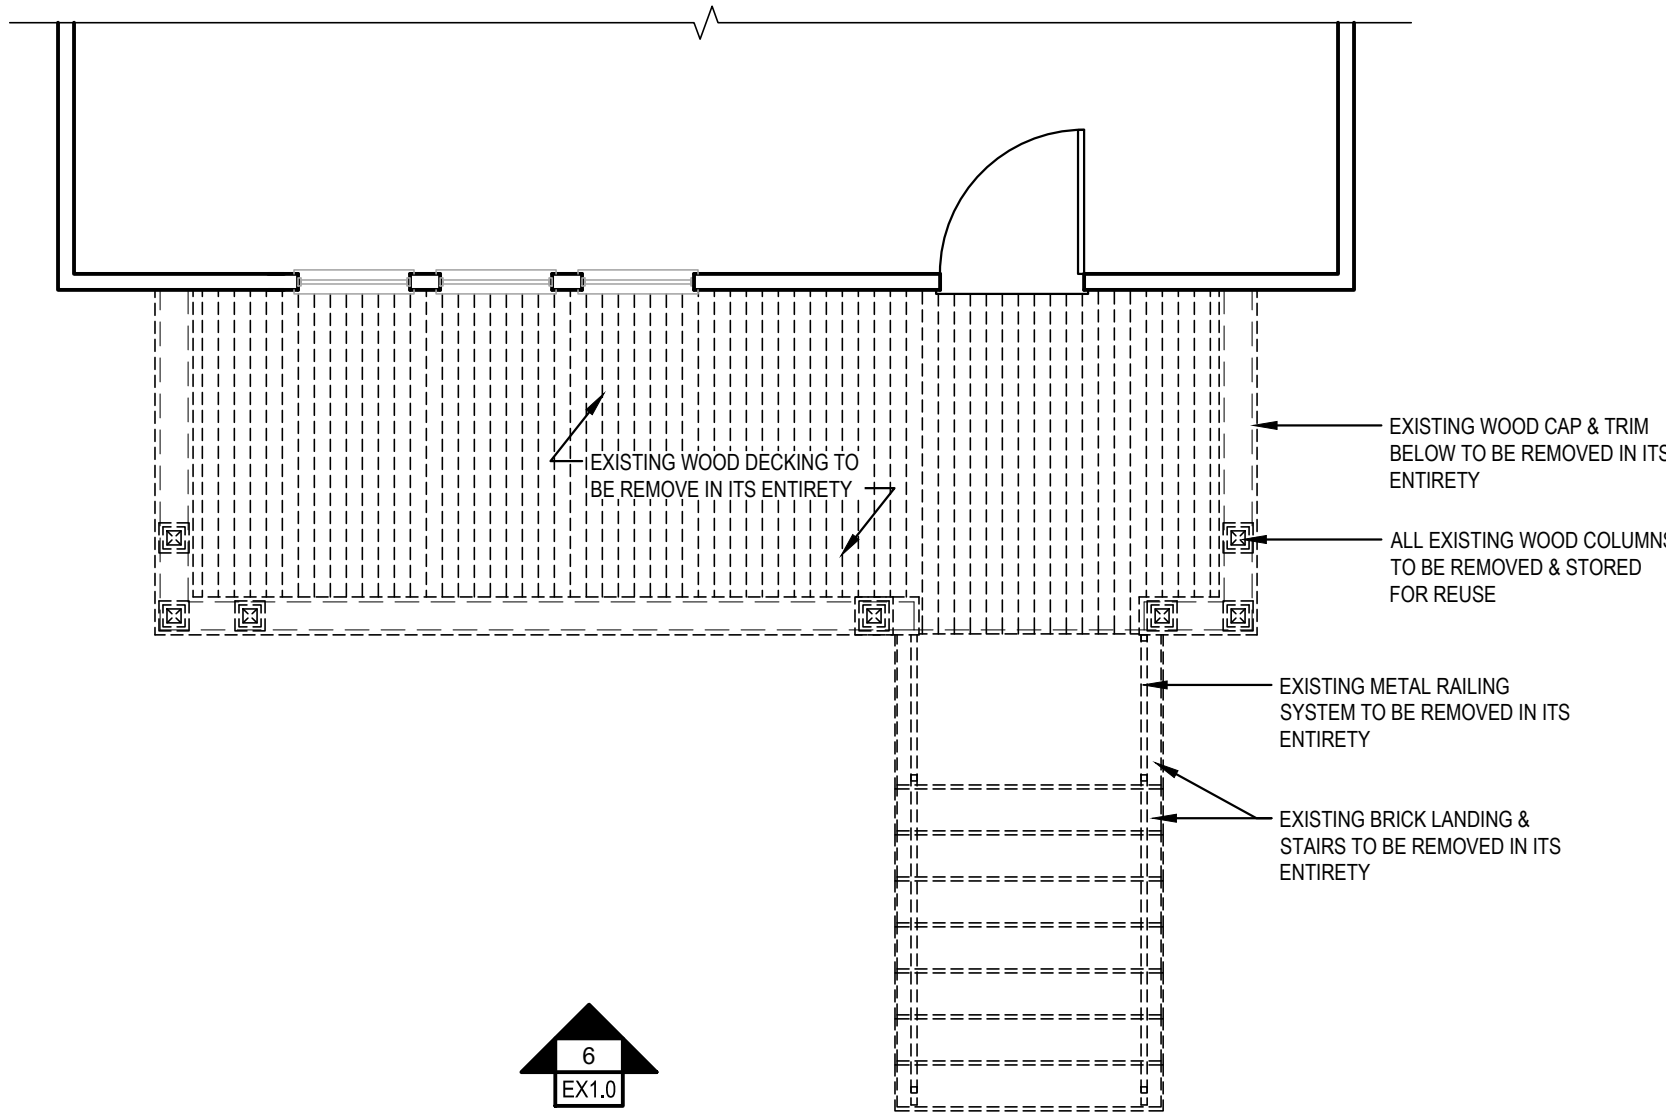 EXISTING WOOD CAP & TRIM
BELOW TO BE REMOVED IN ITS
ENTIRETY
EXISTING WOOD DECKING TO
BE REMOVE IN ITS ENTIRETY
ALL EXISTING WOOD COLUMNS
TO BE REMOVED & STORED
FOR REUSE
EXISTING METAL RAILING
SYSTEM TO BE REMOVED IN ITS
ENTIRETY
EXISTING BRICK LANDING &
STAIRS TO BE REMOVED IN ITS
ENTIRETY
6
EX1.0